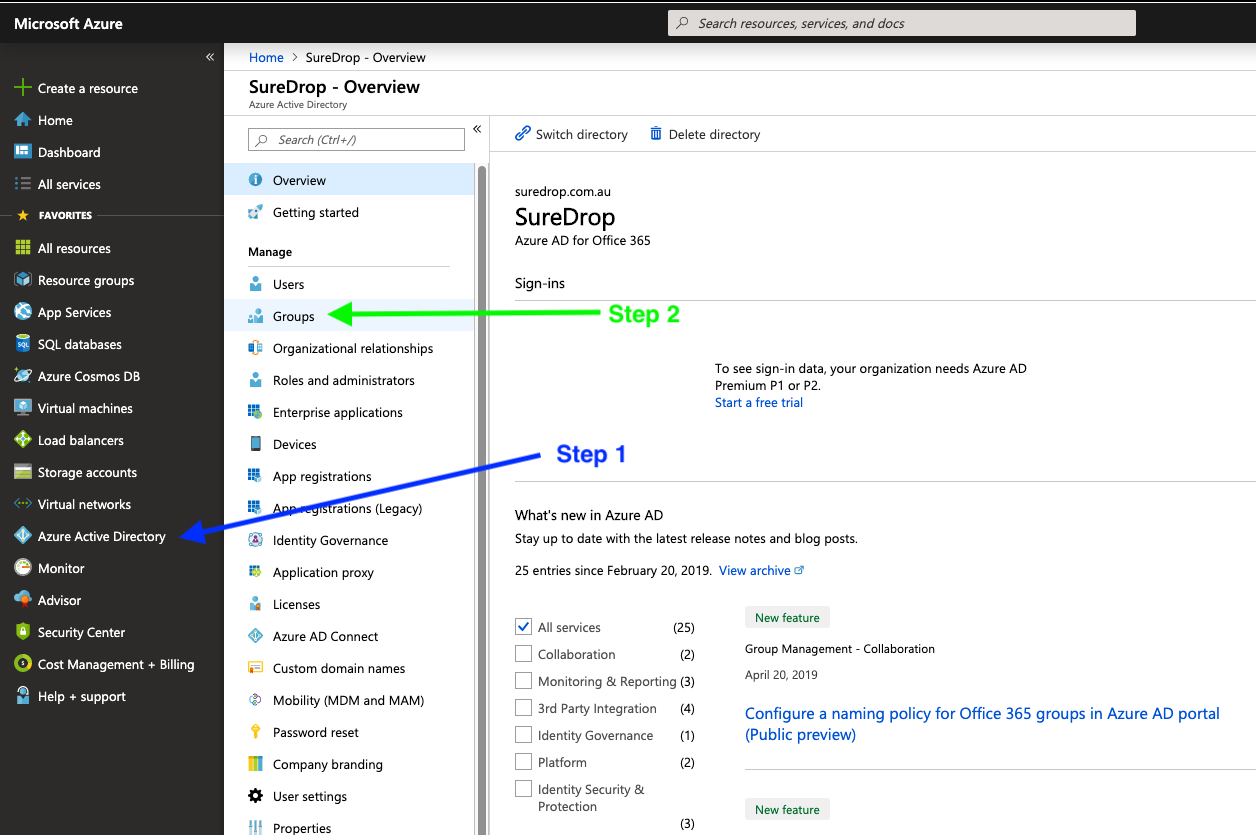 Microsoft Azure
Search resources, services, and docs
«
Create a resource
Home
Dashboard
All services
FAVORITES
All resources
Resource groups
App Services
SQL databases
Azure Cosmos DB
Virtual machines
Load balancers
Storage accounts
Virtual networks
Azure Active Directory
Monitor
Advisor
Security Center
Cost Management + Billing
Help + support
Home > SureDrop - Overview
SureDrop - Overview
Azure Active Directory
Search (Ctrl+/)
«
Overview
Getting started
Manage
Users
Groups
Organizational relationships
Roles and administrators
Enterprise applications
Devices
App registrations
App registrations (Legacy)
Identity Governance
Application proxy
Licenses
Azure AD Connect
Custom domain names
Mobility (MDM and MAM)
Password reset
Company branding
User settings
Properties
Switch directory
Delete directory
suredrop.com.au
SureDrop
Azure AD for Office 365
Sign-ins
Step 2
To see sign-in data, your organization needs Azure AD
Premium P1 or P2.
Start a free trial
Step 1
What's new in Azure AD
Stay up to date with the latest release notes and blog posts.
25 entries since February 20, 2019. View archive
All services (25)
Collaboration (2)
Monitoring & Reporting (3)
3rd Party Integration (4)
Identity Governance (1)
Platform (2)
Identity Security &
Protection
(3)
New feature
Group Management - Collaboration
April 20, 2019
Configure a naming policy for Office 365 groups in Azure AD portal
(Public preview)
New feature